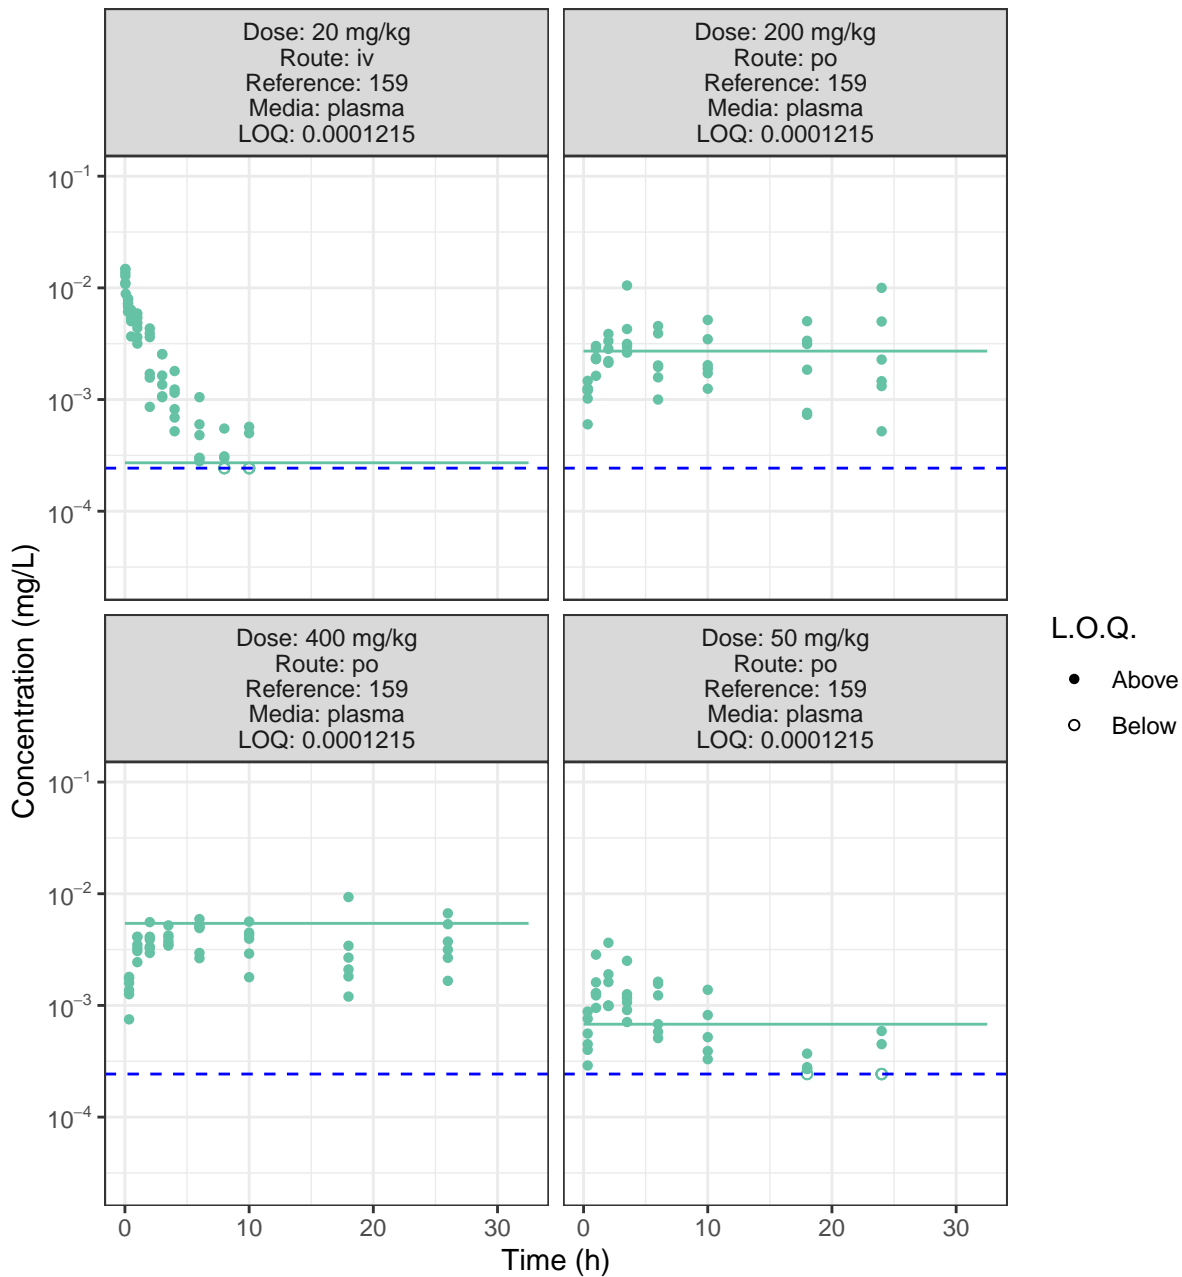 Dose: 20 mg/kg
Route: iv
Reference: 159
Media: plasma
LOQ: 0.0001215
Dose: 200 mg/kg
Route: po
Reference: 159
Media: plasma
LOQ: 0.0001215
10⁻¹
10⁻²
10⁻³
10⁻⁴
Dose: 400 mg/kg
Route: po
Reference: 159
Media: plasma
LOQ: 0.0001215
Dose: 50 mg/kg
Route: po
Reference: 159
Media: plasma
LOQ: 0.0001215
10⁻¹
10⁻²
10⁻³
10⁻⁴
0 10 20 30
0 10 20 30
Time (h)
Concentration (mg/L)
L.O.Q.
Above
Below